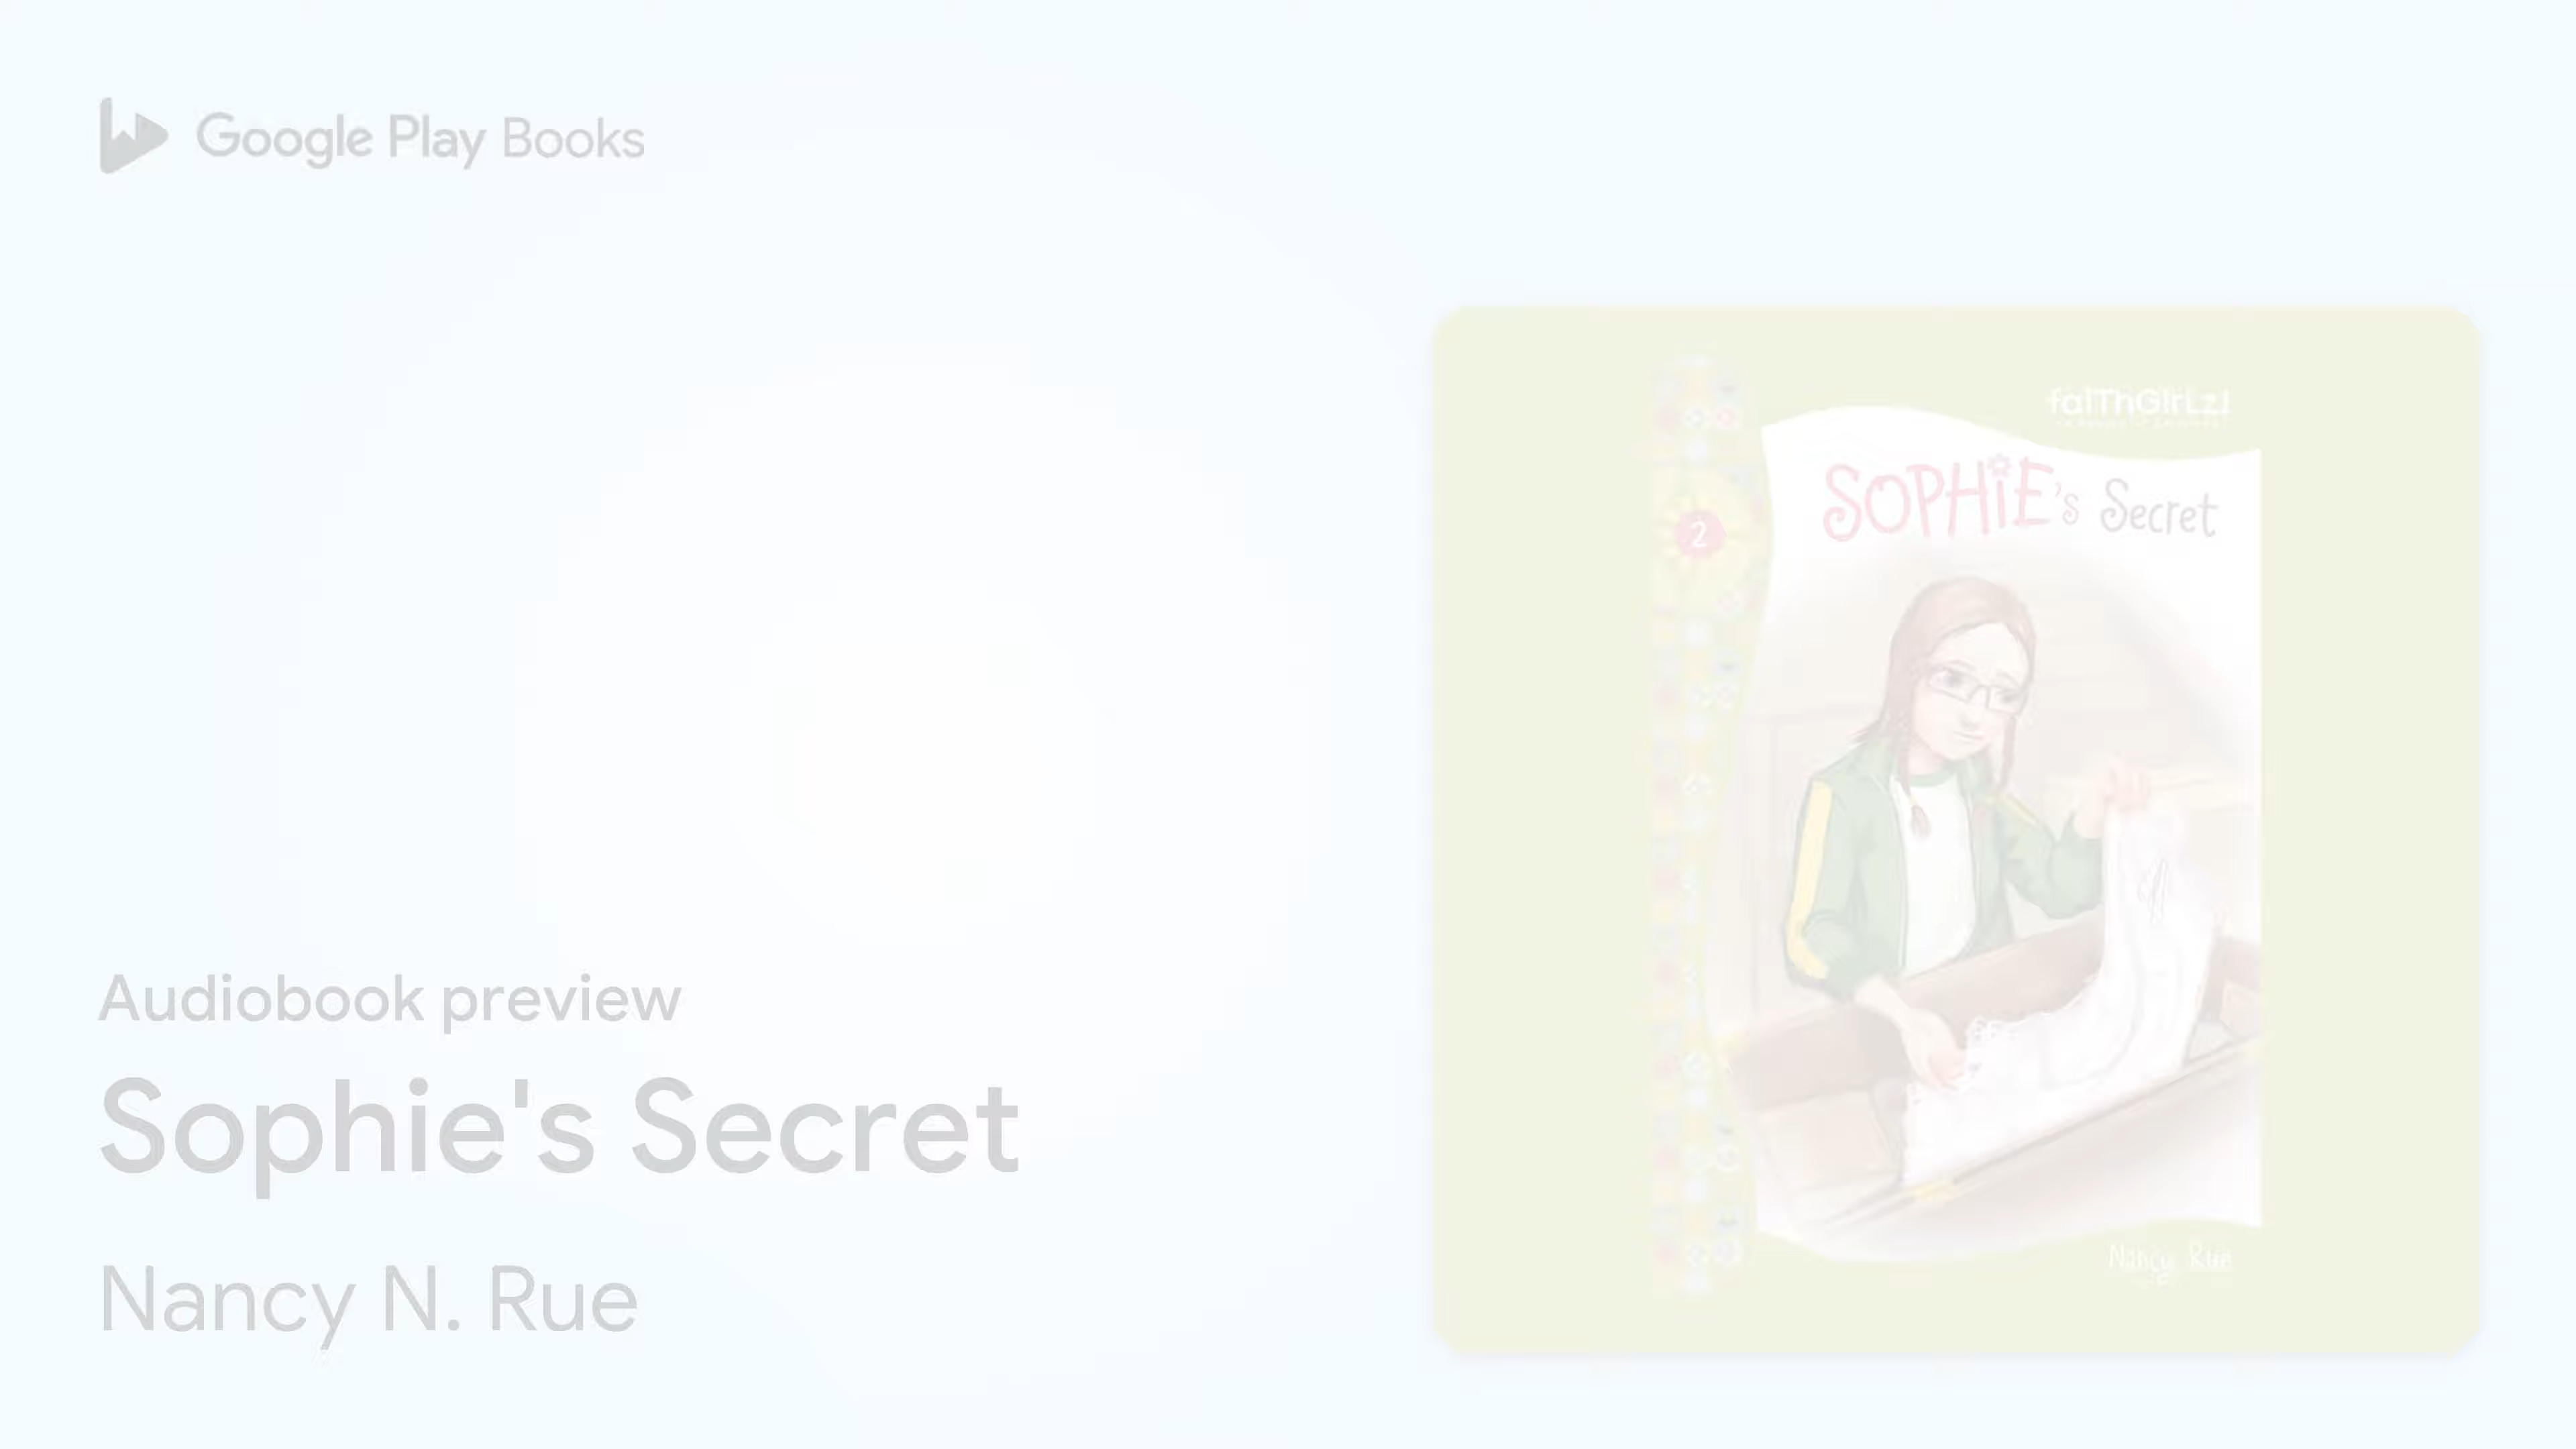 Google Play Books
Audiobook preview
Sophie's Secret
Nancy N. Rue
faiThGirLz!
2
SOPHiE's Secret
Nancy Rue